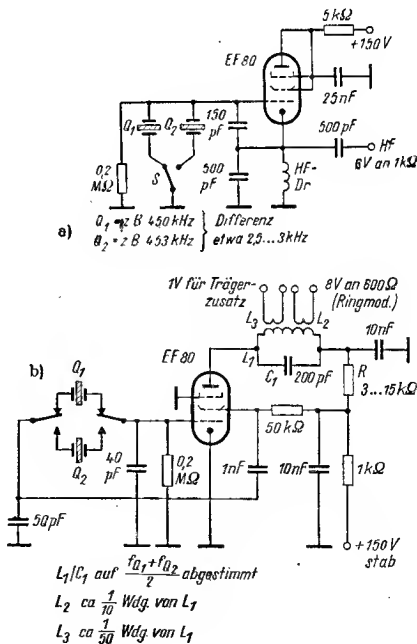 5 kΩ
+150 V
EF 80
25 nF
Q₁
Q₂
150 pF
500 pF
HF
6V an 1kΩ
0,2 MΩ
S
500 pF
HF-Dr
a)
Q₁ = z B 450 kHz
Q₂ = z B 453 kHz
} Differenz etwa 2,5...3 kHz
1V für Träger-zusatz
8V an 600Ω (Ringmod.)
L₃
L₂
10nF
b)
EF 80
L₁
C₁
200 pF
R
3...15 kΩ
Q₁
Q₂
50 kΩ
40 pF
0,2 MΩ
1nF
10nF
1kΩ
50 pF
+150 V stab
L₁/C₁ auf (fQ₁ + fQ₂)/2 abgestimmt
L₂ ca 1/10 Wdg. von L₁
L₃ ca 1/50 Wdg. von L₁